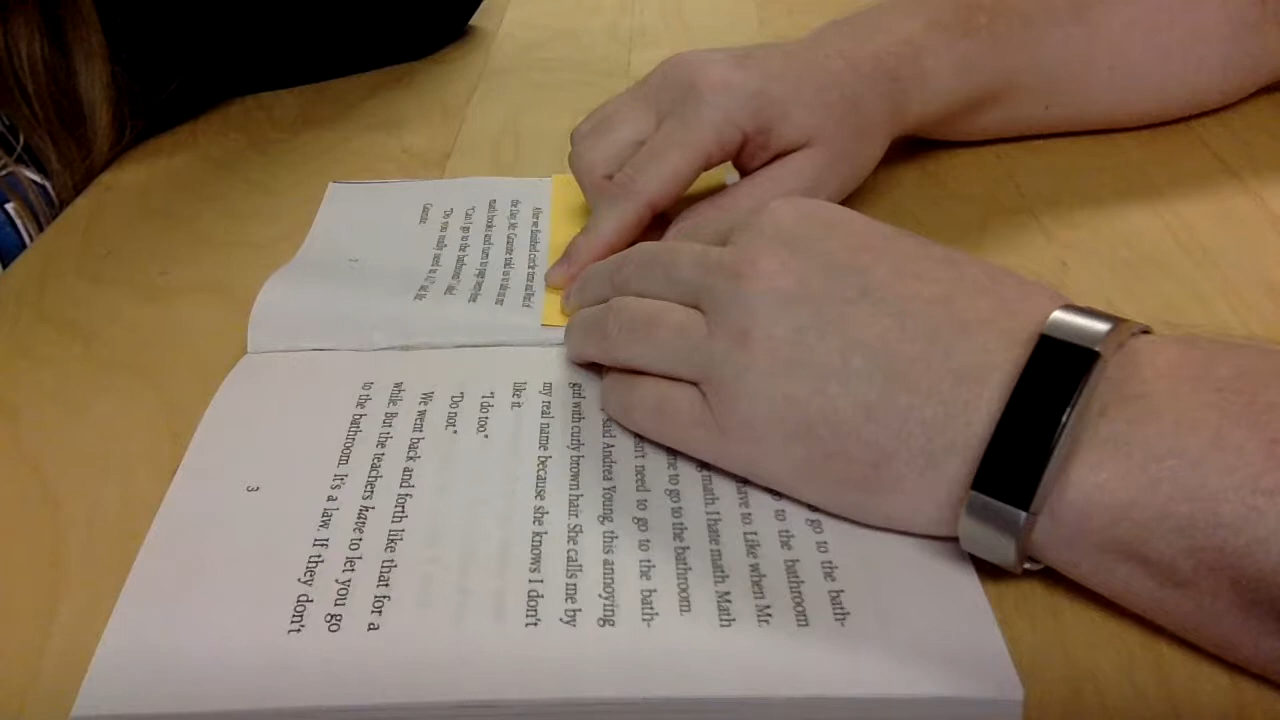 After we finished circle time and Word of
the Day, Mr. Granite told us to take out our
math books and turn to page
"Can I go to the bathroom?" I asked
"Do you really need to go?" said Mr.
Granite.
go to the bath-
to the bathroom
have to. Like when Mr.
math. I hate math. Math
me to go to the bathroom.
need to go to the bath-
said Andrea Young, this annoying
girl with curly brown hair. She calls me by
my real name because she knows I don't
like it.
"I do too."
"Do not."
We went back and forth like that for a
while. But the teachers have to let you go
to the bathroom. It's a law. If they don't
3